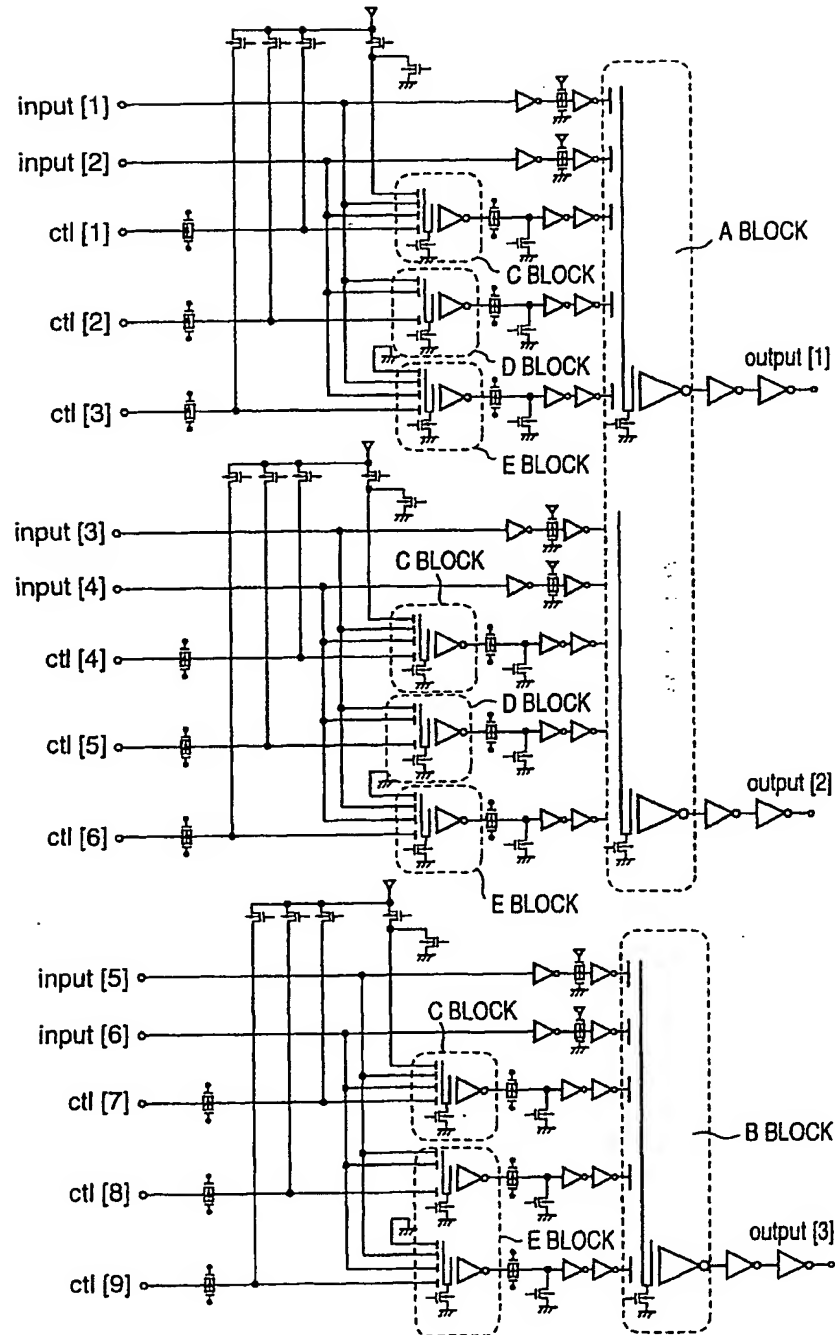 input [1]
input [2]
ctl [1]
A BLOCK
C BLOCK
ctl [2]
D BLOCK
output [1]
ctl [3]
E BLOCK
input [3]
C BLOCK
input [4]
ctl [4]
D BLOCK
ctl [5]
output [2]
ctl [6]
E BLOCK
input [5]
C BLOCK
input [6]
ctl [7]
B BLOCK
ctl [8]
E BLOCK
output [3]
ctl [9]